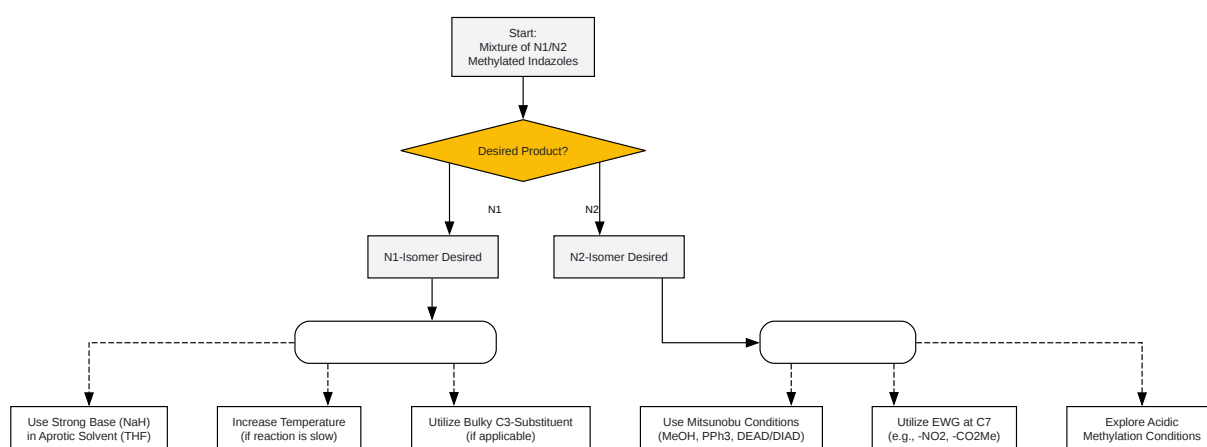 Start:
Mixture of N1/N2
Methylated Indazoles
Desired Product?
N1
N2
N1-Isomer Desired
N2-Isomer Desired
Use Strong Base (NaH)
in Aprotic Solvent (THF)
Increase Temperature
(if reaction is slow)
Utilize Bulky C3-Substituent
(if applicable)
Use Mitsunobu Conditions
(MeOH, PPh3, DEAD/DIAD)
Utilize EWG at C7
(e.g., -NO2, -CO2Me)
Explore Acidic
Methylation Conditions